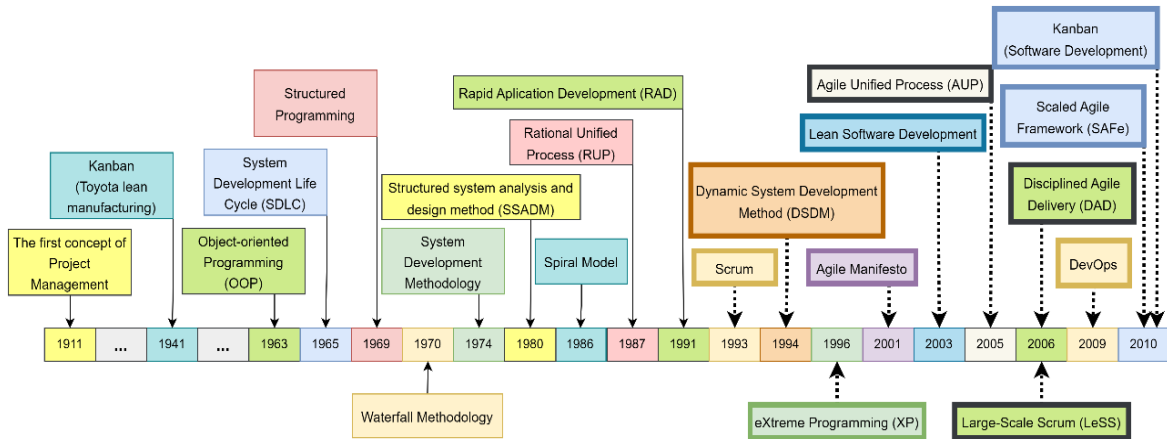 Kanban
(Software Development)
Structured
Programming
Rapid Aplication Development (RAD)
Agile Unified Process (AUP)
Scaled Agile
Framework (SAFe)
Lean Software Development
Rational Unified
Process (RUP)
Kanban
(Toyota lean
manufacturing)
System
Development Life
Cycle (SDLC)
Structured system analysis and
design method (SSADM)
Dynamic System Development
Method (DSDM)
Disciplined Agile
Delivery (DAD)
The first concept of
Project
Management
Object-oriented
Programming
(OOP)
System
Development
Methodology
Spiral Model
Scrum
Agile Manifesto
DevOps
1911
...
1941
...
1963
1965
1969
1970
1974
1980
1986
1987
1991
1993
1994
1996
2001
2003
2005
2006
2009
2010
Waterfall Methodology
eXtreme Programming (XP)
Large-Scale Scrum (LeSS)